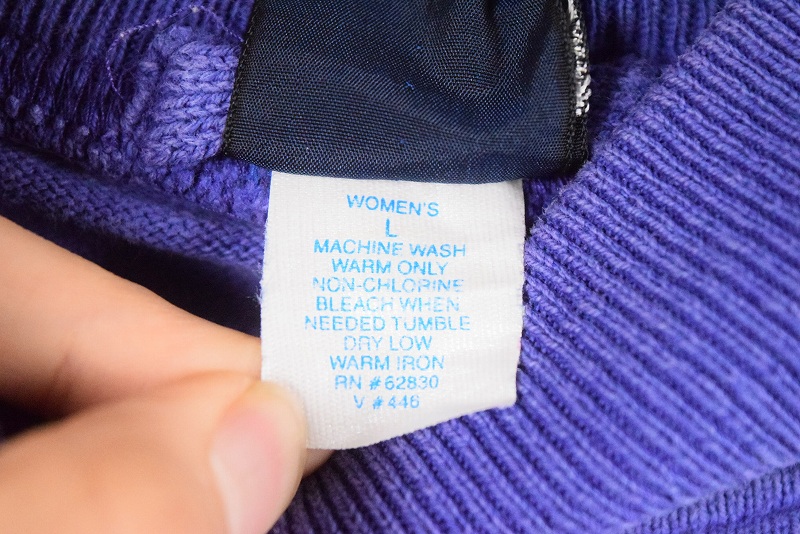 WOMEN'S
L
MACHINE WASH
WARM ONLY
NON-CHLORINE
BLEACH WHEN
NEEDED TUMBLE
DRY LOW
WARM IRON
RN #62830
V #446